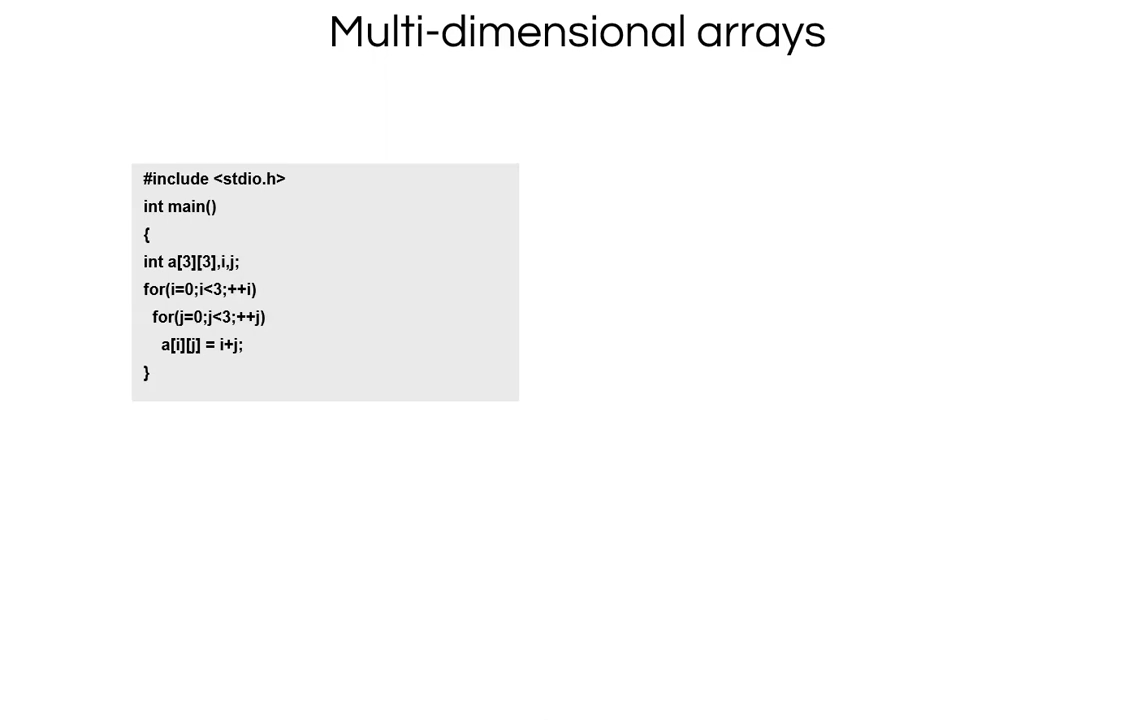 Multi-dimensional arrays
#include <stdio.h>
int main()
{
int a[3][3],i,j;
for(i=0;i<3;++i)
for(j=0;j<3;++j)
a[i][j] = i+j;
}